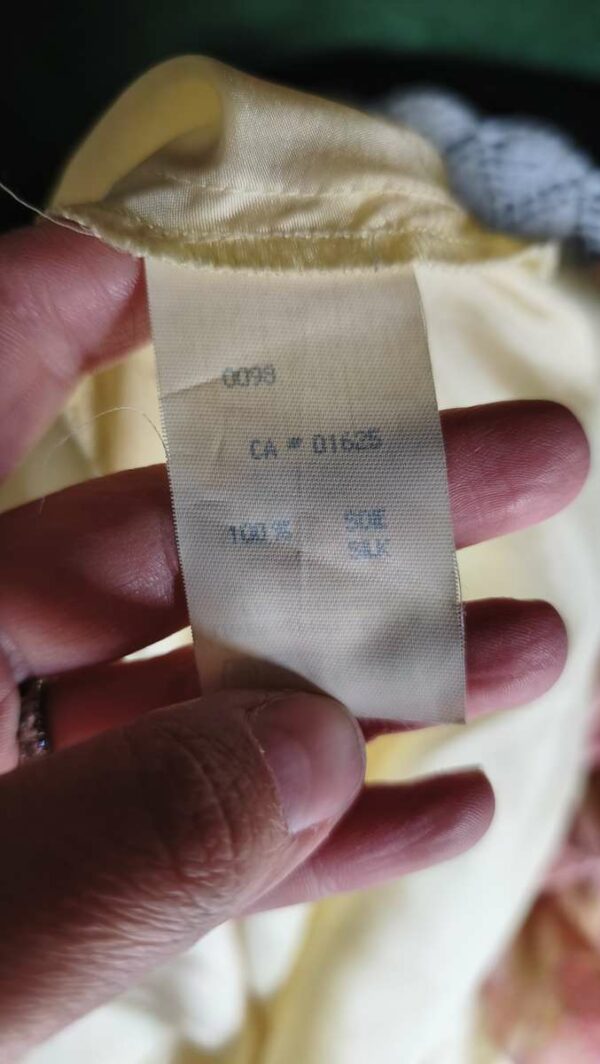 0098
CA # 01625
100 % SOIE
SILK